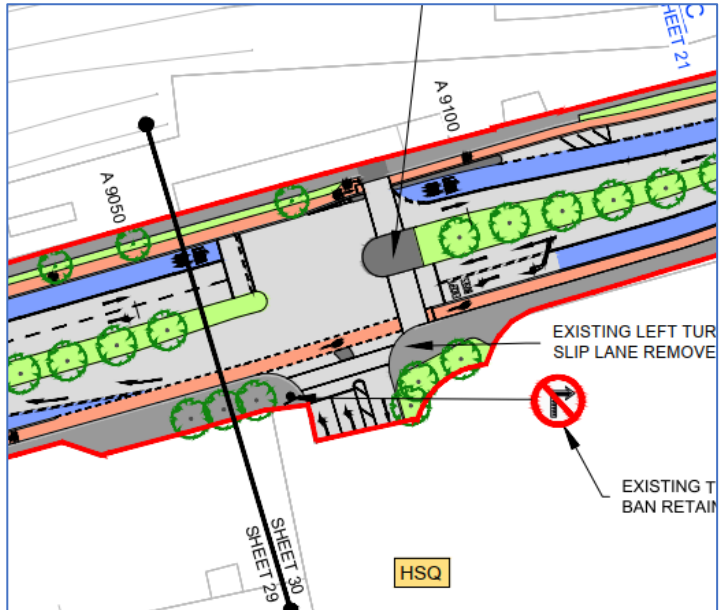 C
SHEET 21
A 9100
A 9050
EXISTING LEFT TUR
SLIP LANE REMOVE
EXISTING T
BAN RETAIN
SHEET 30
SHEET 29
HSQ